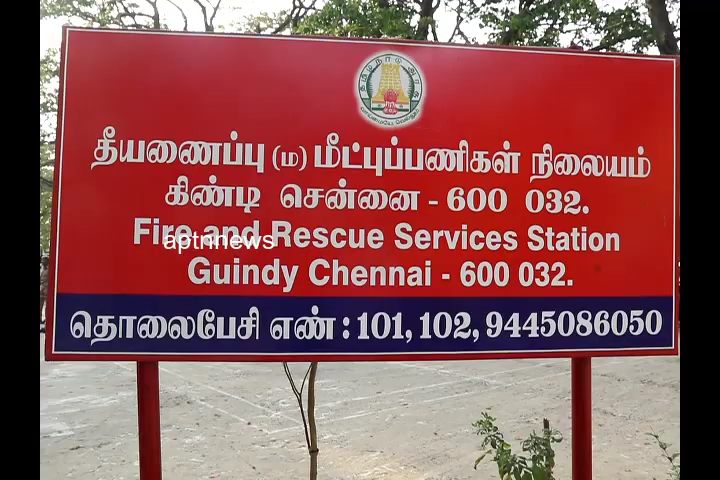 தீயணைப்பு (ம) மீட்புப்பணிகள் நிலையம்
கிண்டி சென்னை - 600 032.
Fire and Rescue Services Station
aptnnews
Guindy Chennai - 600 032.
தொலைபேசி எண் : 101, 102, 9445086050